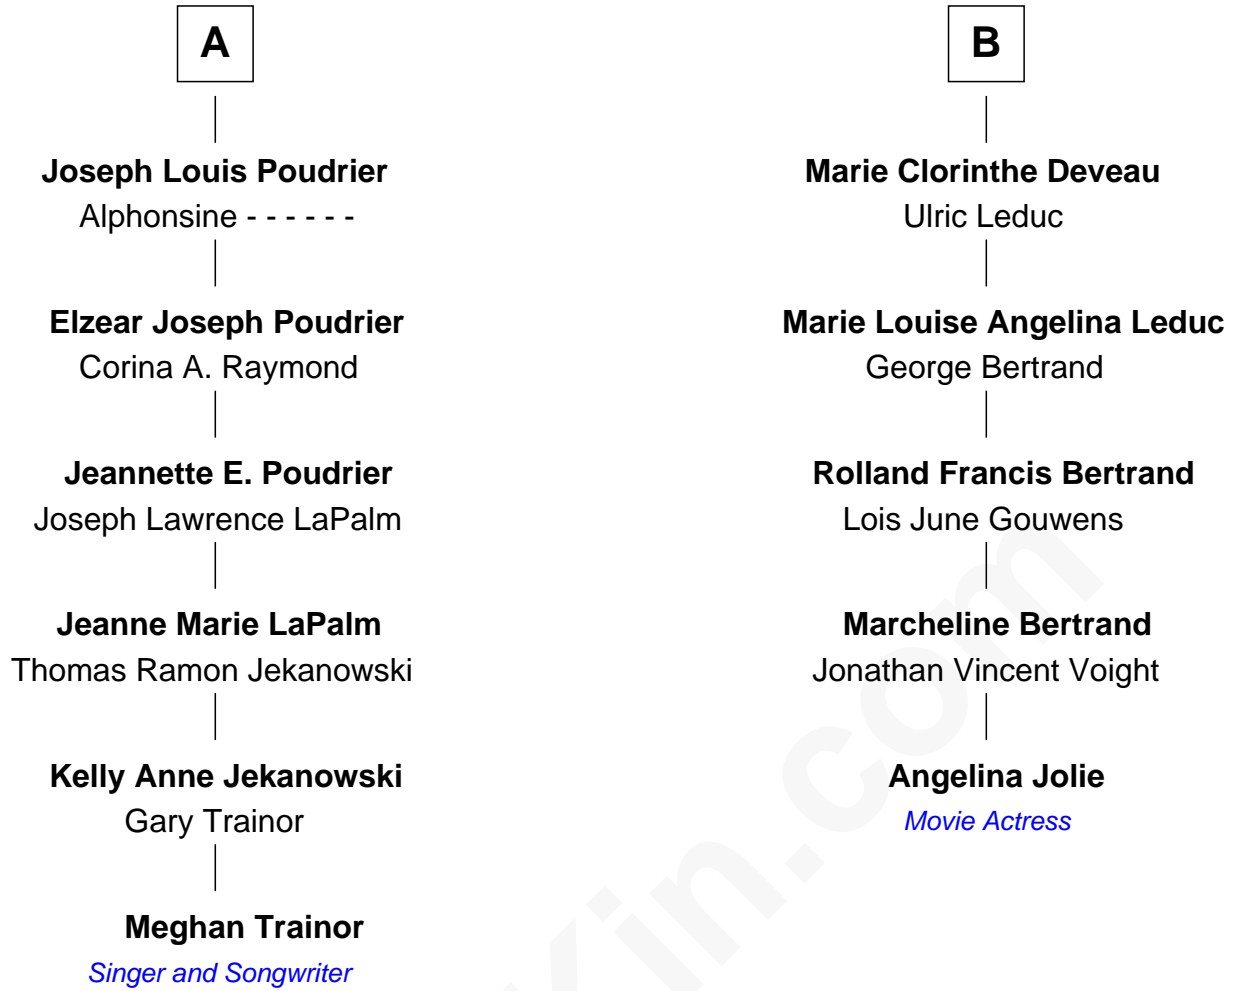 A
Joseph Louis Poudrier
Alphonsine - - - - - -
Elzear Joseph Poudrier
Corina A. Raymond
Jeannette E. Poudrier
Joseph Lawrence LaPalm
Jeanne Marie LaPalm
Thomas Ramon Jekanowski
Kelly Anne Jekanowski
Gary Trainor
Meghan Trainor
Singer and Songwriter
B
Marie Clorinthe Deveau
Ulric Leduc
Marie Louise Angelina Leduc
George Bertrand
Rolland Francis Bertrand
Lois June Gouwens
Marcheline Bertrand
Jonathan Vincent Voight
Angelina Jolie
Movie Actress
Kin.com